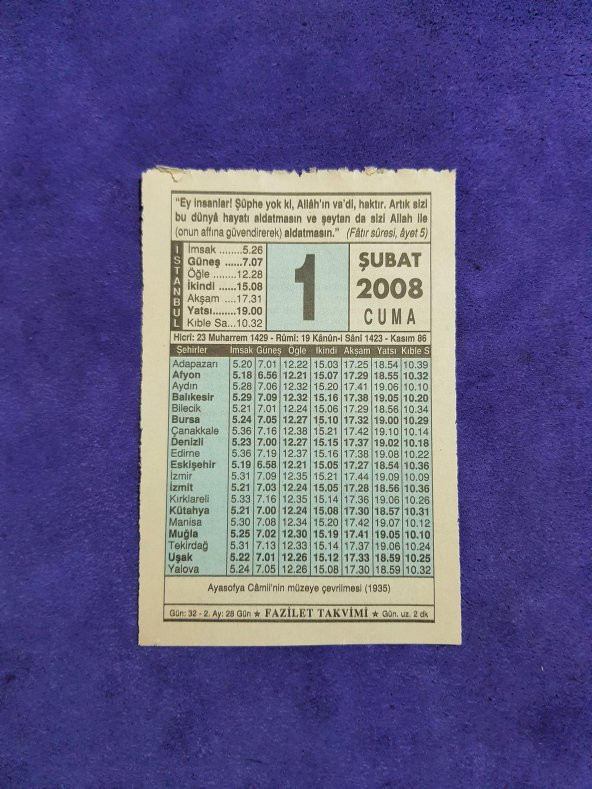 "Ey insanlar! Şüphe yok ki, Allâh'ın va'di, haktır. Artık sizi
bu dünyâ hayatı aldatmasın ve şeytan da sizi Allah ile
(onun affına güvendirerek) aldatmasın." (Fâtır sûresi, âyet 5)
İSTANBUL
İmsak ........5.26
Güneş ......7.07
Öğle ........12.28
İkindi ......15.08
Akşam .....17.31
Yatsı........19.00
Kıble Sa...10.32
1
ŞUBAT
2008
CUMA
Hicrî: 23 Muharrem 1429 - Rûmî: 19 Kânûn-i Sânî 1423 - Kasım 86
Şehirler İmsak Güneş Öğle İkindi Akşam Yatsı Kıble S
Adapazarı 5.20 7.01 12.22 15.03 17.25 18.54 10.39
Afyon 5.18 6.56 12.21 15.07 17.29 18.55 10.32
Aydın 5.28 7.06 12.32 15.20 17.41 19.06 10.10
Balıkesir 5.29 7.09 12.32 15.16 17.38 19.05 10.20
Bilecik 5.21 7.01 12.24 15.06 17.29 18.56 10.34
Bursa 5.24 7.05 12.27 15.10 17.32 19.00 10.29
Çanakkale 5.36 7.16 12.38 15.21 17.42 19.10 10.14
Denizli 5.23 7.00 12.27 15.15 17.37 19.02 10.18
Edirne 5.36 7.19 12.37 15.16 17.38 19.08 10.22
Eskişehir 5.19 6.58 12.21 15.05 17.27 18.54 10.36
İzmir 5.31 7.09 12.35 15.21 17.44 19.09 10.09
İzmit 5.21 7.03 12.24 15.05 17.28 18.56 10.36
Kırklareli 5.33 7.16 12.35 15.14 17.36 19.06 10.26
Kütahya 5.21 7.00 12.24 15.08 17.30 18.57 10.31
Manisa 5.30 7.08 12.34 15.20 17.42 19.07 10.12
Muğla 5.25 7.02 12.30 15.19 17.41 19.05 10.10
Tekirdağ 5.31 7.13 12.33 15.14 17.37 19.06 10.24
Uşak 5.22 7.01 12.26 15.12 17.33 18.59 10.25
Yalova 5.24 7.05 12.26 15.08 17.30 18.59 10.32
Ayasofya Câmii'nin müzeye çevrilmesi (1935)
Gün: 32 - 2. Ay: 28 Gün ★ FAZİLET TAKVİMİ ★ Gün. uz. 2 dk